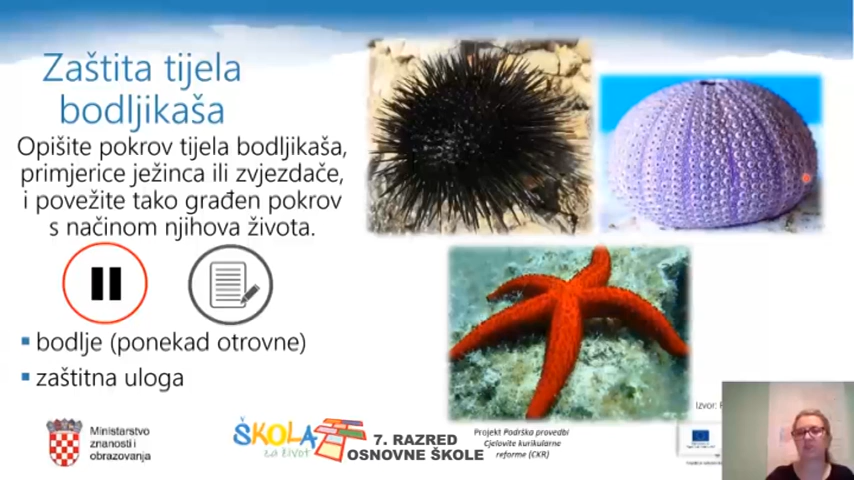 Zaštita tijela
bodljikaša
Opišite pokrov tijela bodljikaša,
primjerice ježinca ili zvjezdače,
i povežite tako građen pokrov
s načinom njihova života.
bodlje (ponekad otrovne)
zaštitna uloga
Izvor:
Ministarstvo
znanosti i
obrazovanja
ŠKOLA
za život
7. RAZRED
OSNOVNE ŠKOLE
Projekt Podrška provedbi
Cjelovite kurikularne
reforme (CKR)